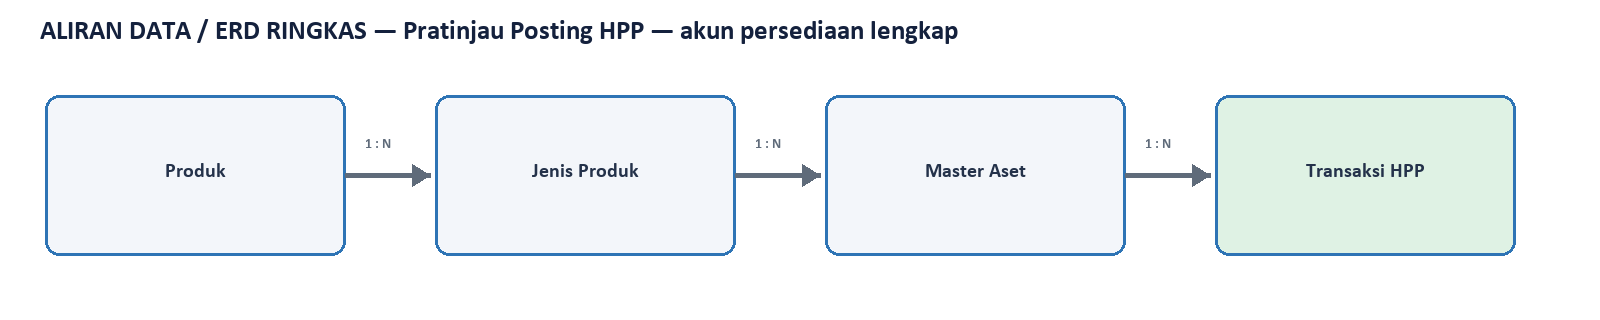 ALIRAN DATA / ERD RINGKAS — Pratinjau Posting HPP — akun persediaan lengkap
1 : N
1 : N
1 : N
Produk
Jenis Produk
Master Aset
Transaksi HPP